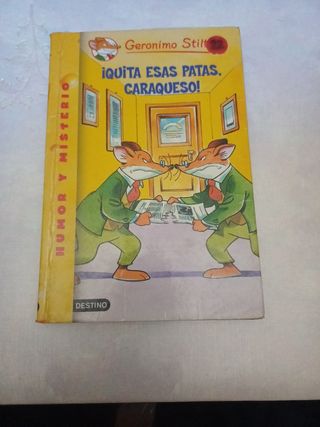 Geronimo Stilt
¡QUITA ESAS PATAS,
CARAQUESO!
HUMOR Y MISTERIO
DESTINO